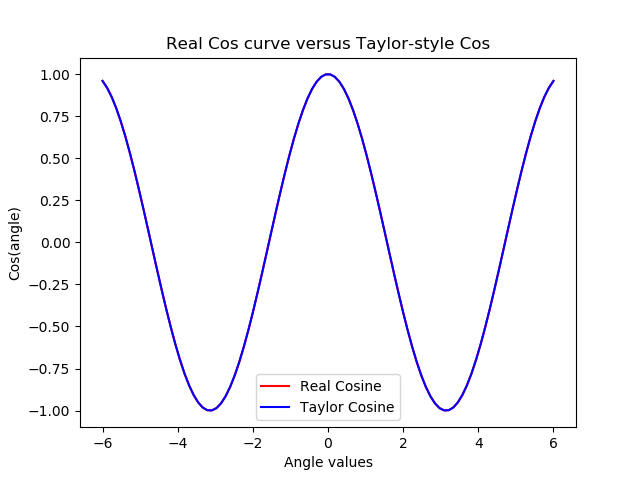 Real Cos curve versus Taylor-style Cos
1.00
0.75
0.50
0.25
0.00
−0.25
−0.50
−0.75
−1.00
Cos(angle)
Real Cosine
Taylor Cosine
−6 −4 −2 0 2 4 6
Angle values